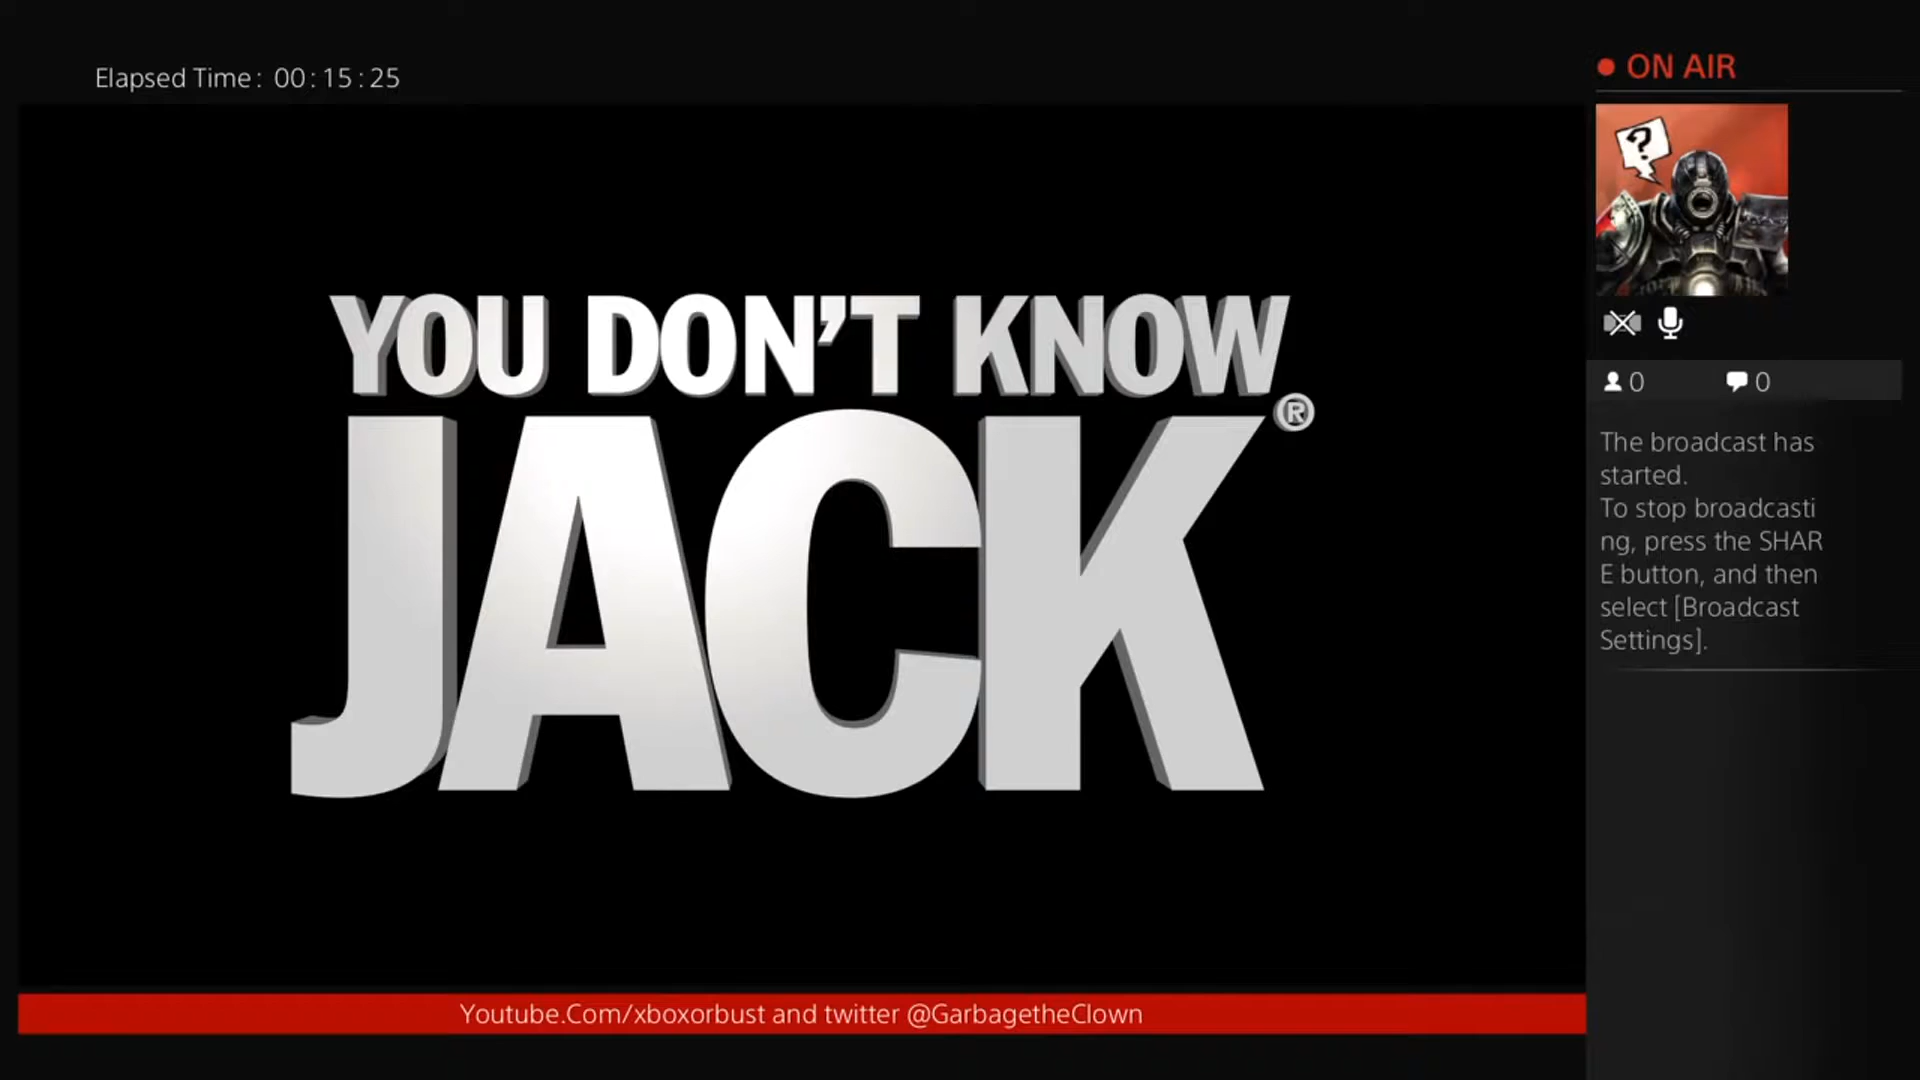 Elapsed Time: 00:15:25
ON AIR
?
YOU DON'T KNOW
JACK®
0 0
The broadcast has
started.
To stop broadcasti
ng, press the SHAR
E button, and then
select [Broadcast
Settings].
Youtube.Com/xboxorbust and twitter @GarbagetheClown